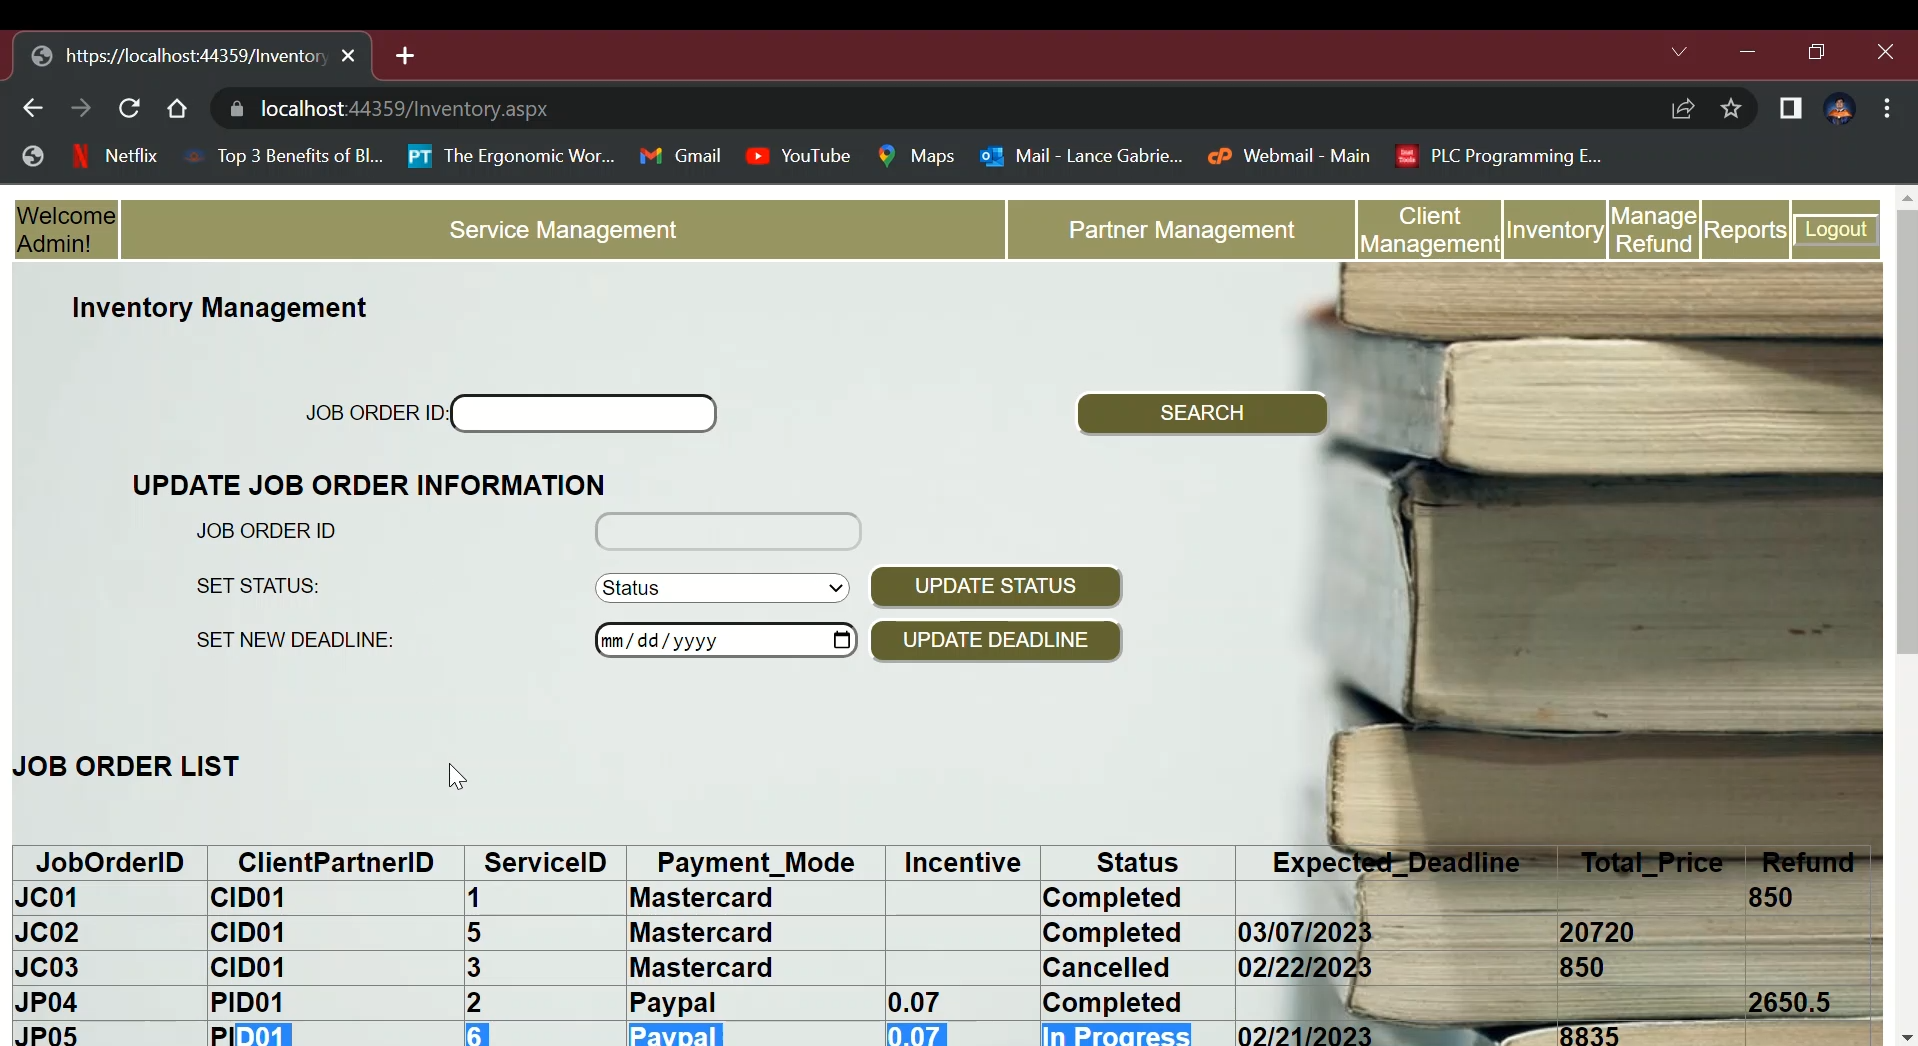 https://localhost:44359/Inventory
localhost:44359/Inventory.aspx
Netflix
Top 3 Benefits of Bl...
PT The Ergonomic Wor...
Gmail
YouTube
Maps
Mail - Lance Gabrie...
cP Webmail - Main
PLC Programming E...
Welcome Admin!
Service Management
Partner Management
Client Management
Inventory
Manage Refund
Reports
Logout
Inventory Management
JOB ORDER ID:
SEARCH
UPDATE JOB ORDER INFORMATION
JOB ORDER ID
SET STATUS: Status UPDATE STATUS
SET NEW DEADLINE: mm/dd/yyyy UPDATE DEADLINE
JOB ORDER LIST
JobOrderID ClientPartnerID ServiceID Payment_Mode Incentive Status Expected_Deadline Total_Price Refund
JC01 CID01 1 Mastercard Completed 850
JC02 CID01 5 Mastercard Completed 03/07/2023 20720
JC03 CID01 3 Mastercard Cancelled 02/22/2023 850
JP04 PID01 2 Paypal 0.07 Completed 2650.5
JP05 PID01 6 Paypal 0.07 In Progress 02/21/2023 8835